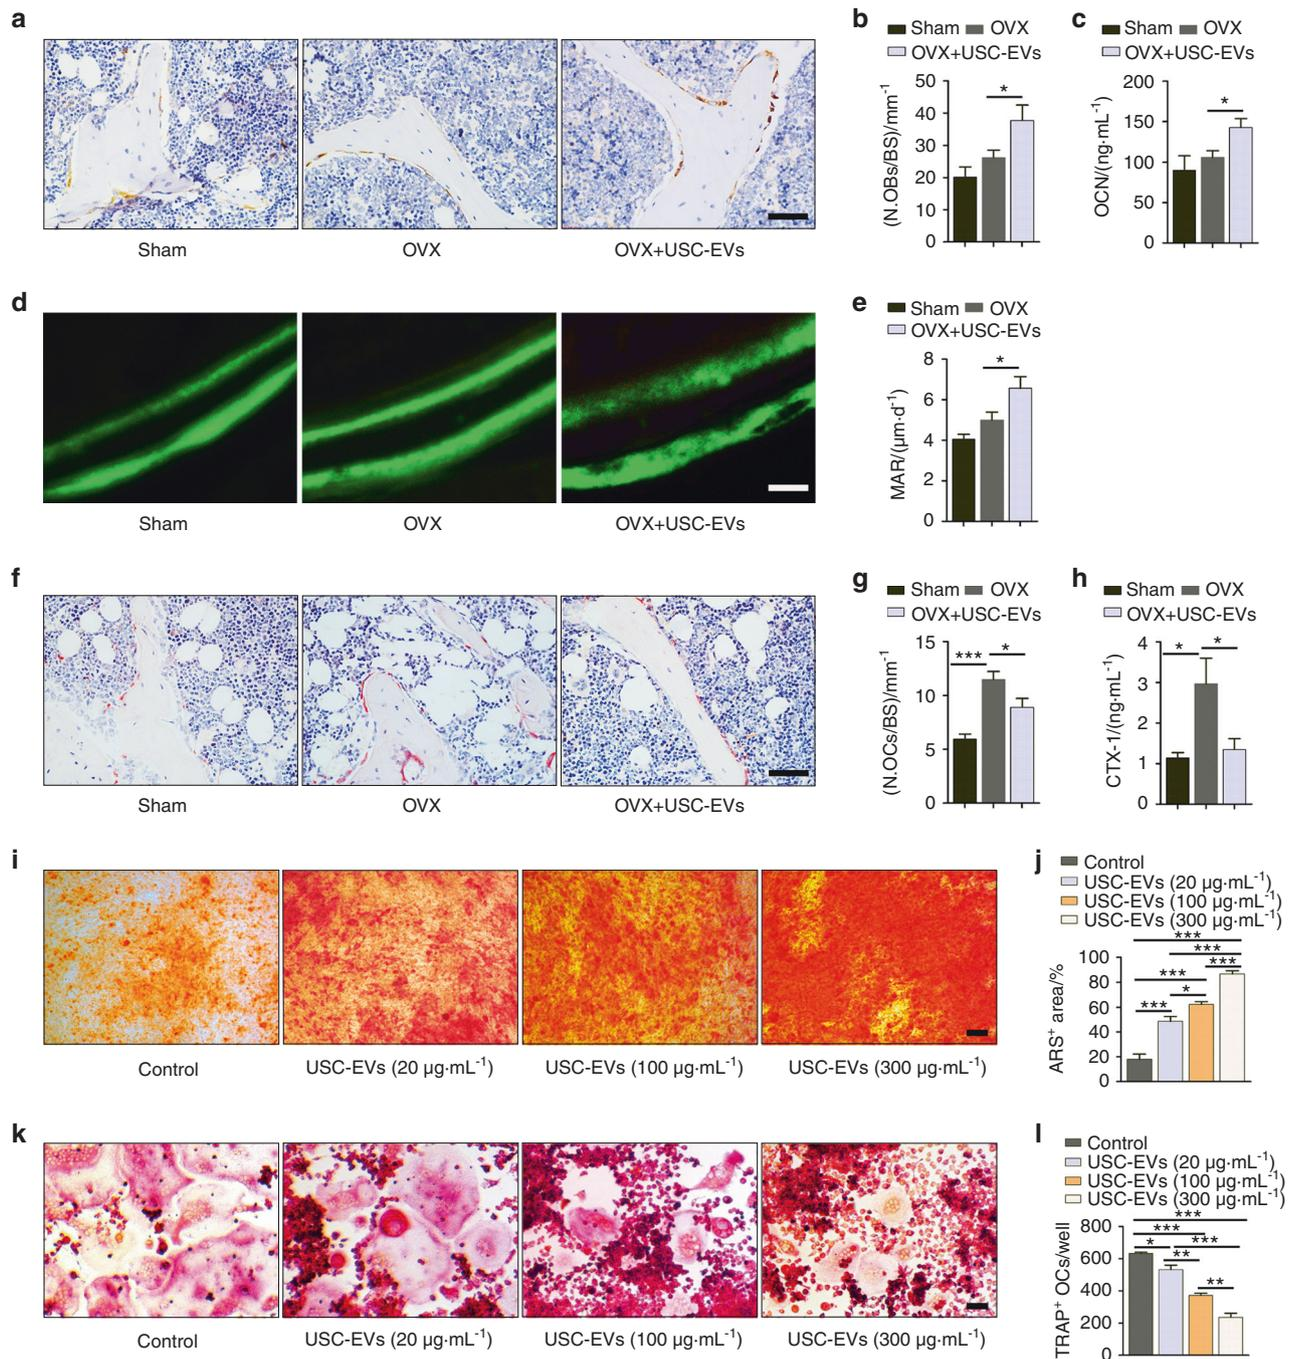 a
Sham
OVX
OVX+USC-EVs
b
Sham OVX
OVX+USC-EVs
(N.OBs/BS)/mm⁻¹
50
40
30
20
10
0
*
c
Sham OVX
OVX+USC-EVs
OCN/(ng·mL⁻¹)
200
150
100
50
0
*
d
Sham
OVX
OVX+USC-EVs
e
Sham OVX
OVX+USC-EVs
MAR/(µm·d⁻¹)
8
6
4
2
0
*
f
Sham
OVX
OVX+USC-EVs
g
Sham OVX
OVX+USC-EVs
(N.OCs/BS)/mm⁻¹
15
10
5
0
*** *
h
Sham OVX
OVX+USC-EVs
CTX-1/(ng·mL⁻¹)
4
3
2
1
0
* *
i
Control
USC-EVs (20 µg·mL⁻¹)
USC-EVs (100 µg·mL⁻¹)
USC-EVs (300 µg·mL⁻¹)
j
Control
USC-EVs (20 µg·mL⁻¹)
USC-EVs (100 µg·mL⁻¹)
USC-EVs (300 µg·mL⁻¹)
ARS⁺ area/%
100
80
60
40
20
0
***
***
***
***
*
***
k
Control
USC-EVs (20 µg·mL⁻¹)
USC-EVs (100 µg·mL⁻¹)
USC-EVs (300 µg·mL⁻¹)
l
Control
USC-EVs (20 µg·mL⁻¹)
USC-EVs (100 µg·mL⁻¹)
USC-EVs (300 µg·mL⁻¹)
TRAP⁺ OCs/well
800
600
400
200
0
***
***
* ***
**
**